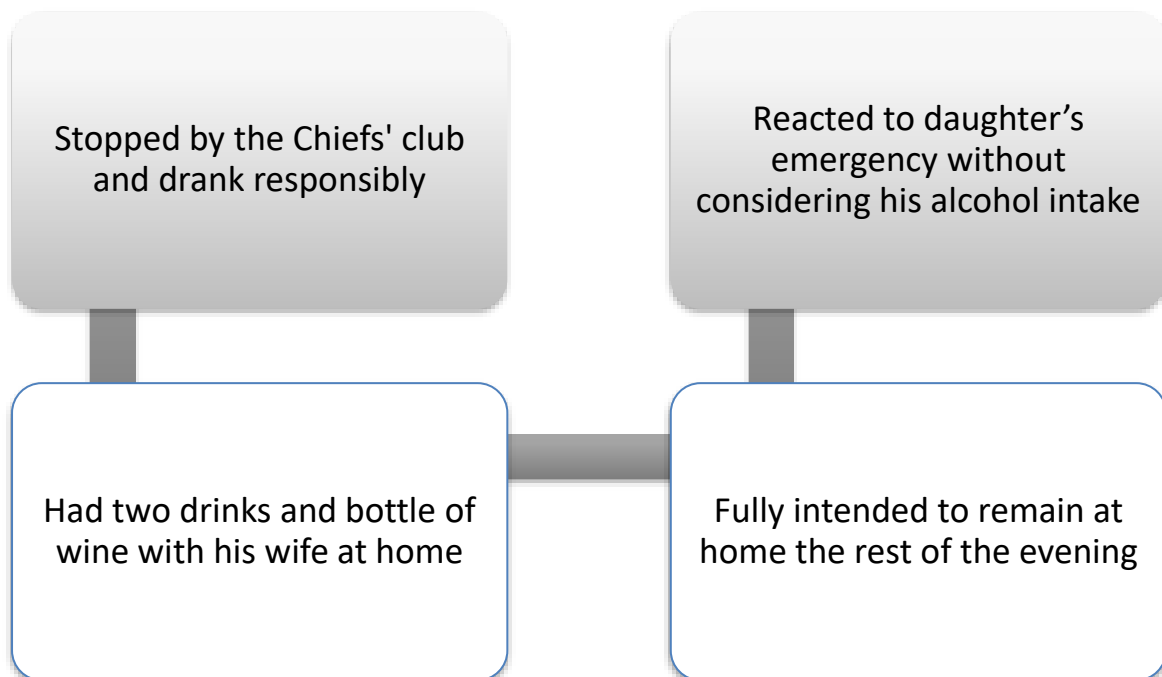 Stopped by the Chiefs' club
and drank responsibly
Had two drinks and bottle of
wine with his wife at home
Fully intended to remain at
home the rest of the evening
Reacted to daughter’s
emergency without
considering his alcohol intake